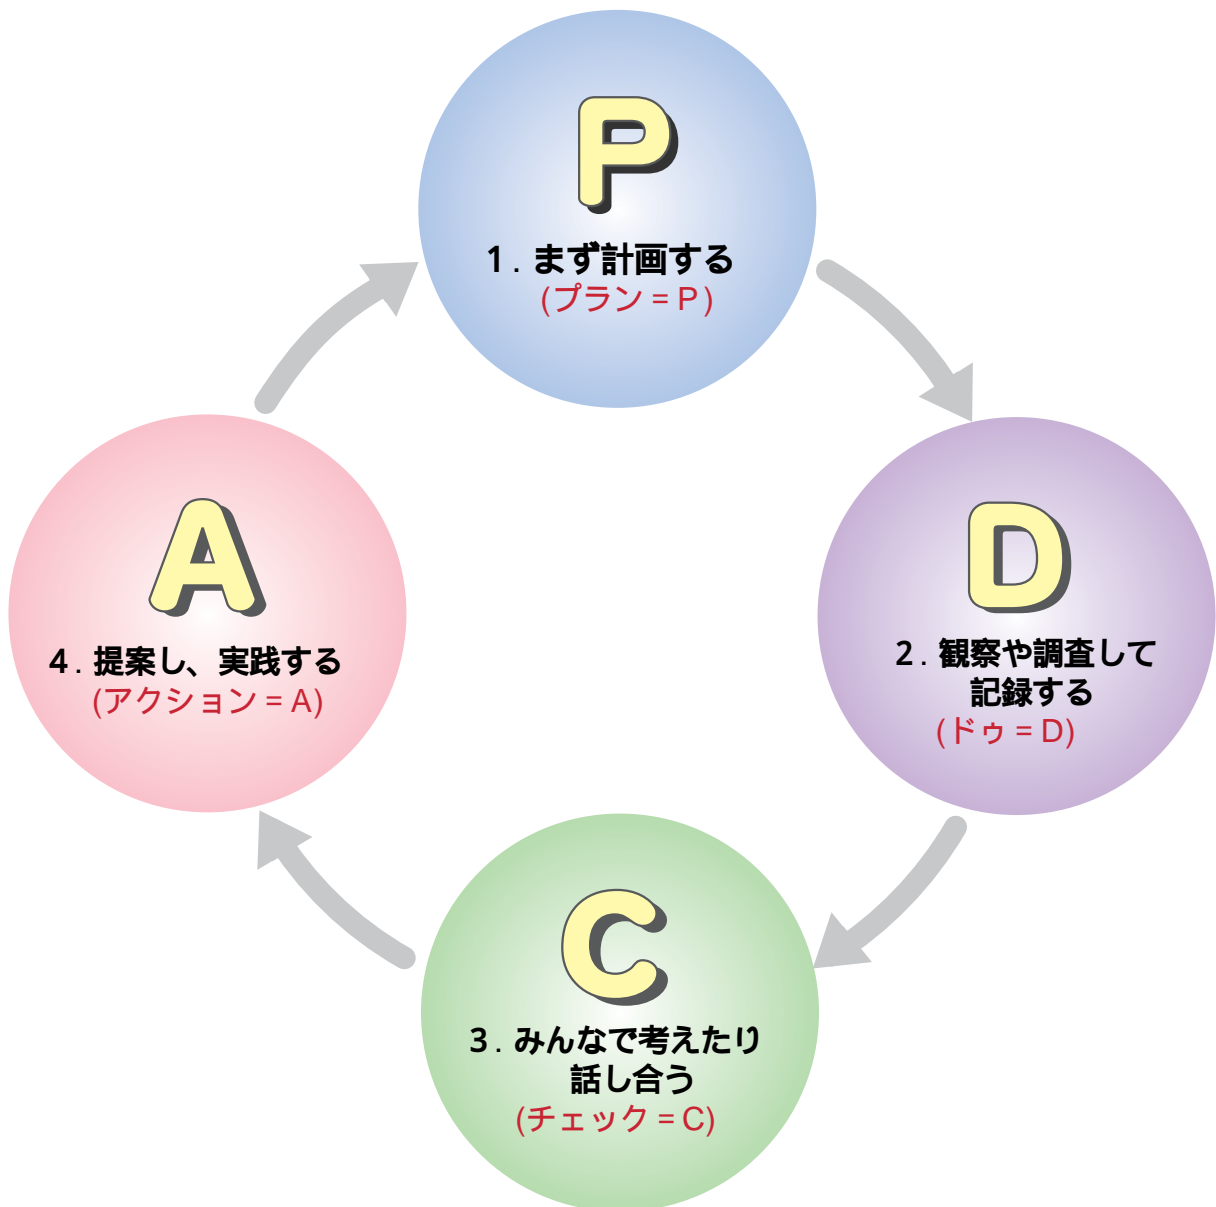 P
1．まず計画する
(プラン = P)
D
2．観察や調査して
記録する
(ドゥ = D)
C
3．みんなで考えたり
話し合う
(チェック = C)
A
4．提案し、実践する
(アクション = A)